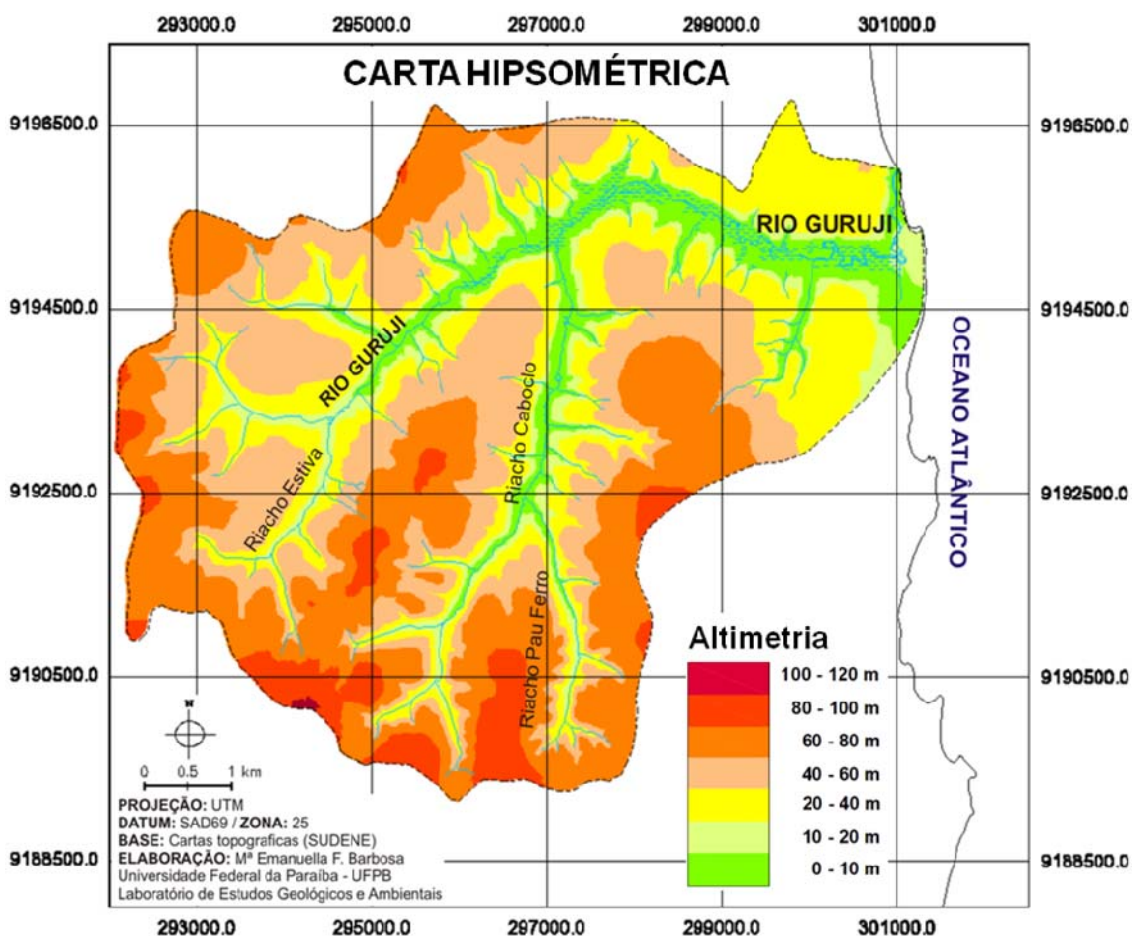 293000.0 295000.0 297000.0 299000.0 301000.0
CARTA HIPSOMÉTRICA
9196500.0 9196500.0
RIO GURUJI
9194500.0 9194500.0
RIO GURUJI
Riacho Caboclo
OCEANO ATLÂNTICO
9192500.0 9192500.0
Riacho Estiva
Riacho Pau Ferro
Altimetria
9190500.0 9190500.0
100 - 120 m
80 - 100 m
60 - 80 m
40 - 60 m
20 - 40 m
10 - 20 m
0 - 10 m
0 0.5 1 km
PROJEÇÃO: UTM
DATUM: SAD69 / ZONA: 25
BASE: Cartas topograficas (SUDENE)
ELABORAÇÃO: Mª Emanuella F. Barbosa
Universidade Federal da Paraíba - UFPB
Laboratório de Estudos Geológicos e Ambientais
9188500.0 9188500.0
293000.0 295000.0 297000.0 299000.0 301000.0